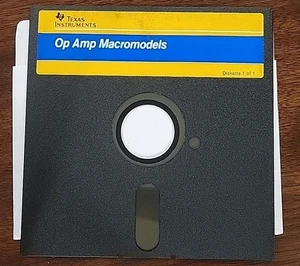 TEXAS
INSTRUMENTS
Op Amp Macromodels
Diskette 1 of 1